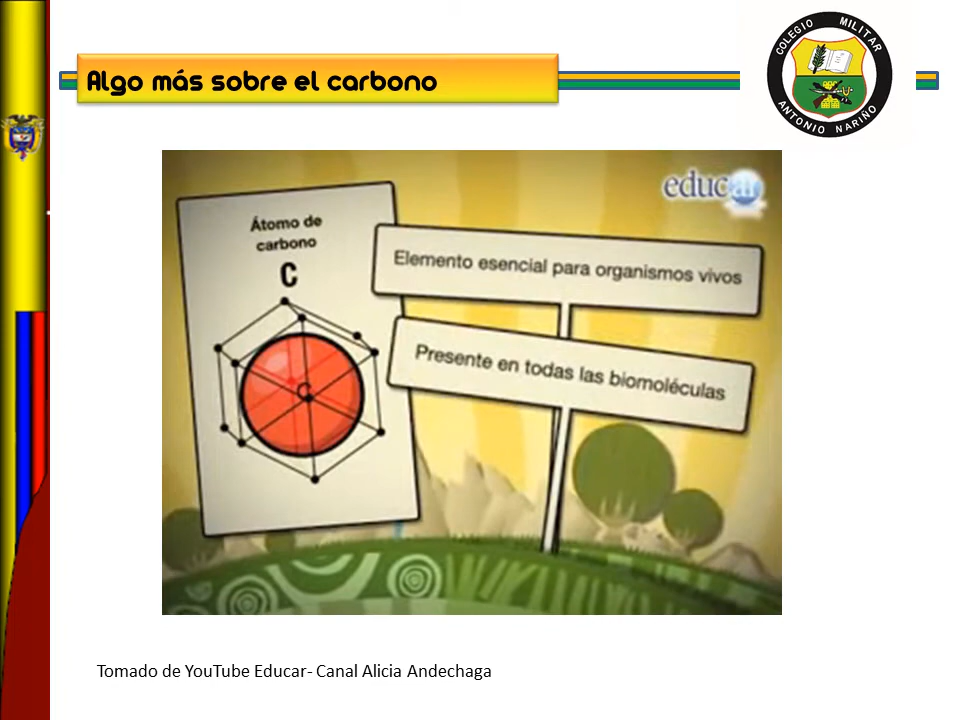 Algo más sobre el carbono
COLEGIO MILITAR
ANTONIO NARIÑO
educ.ar
Átomo de
carbono
C
Elemento esencial para organismos vivos
Presente en todas las biomoléculas
C
Tomado de YouTube Educar- Canal Alicia Andechaga